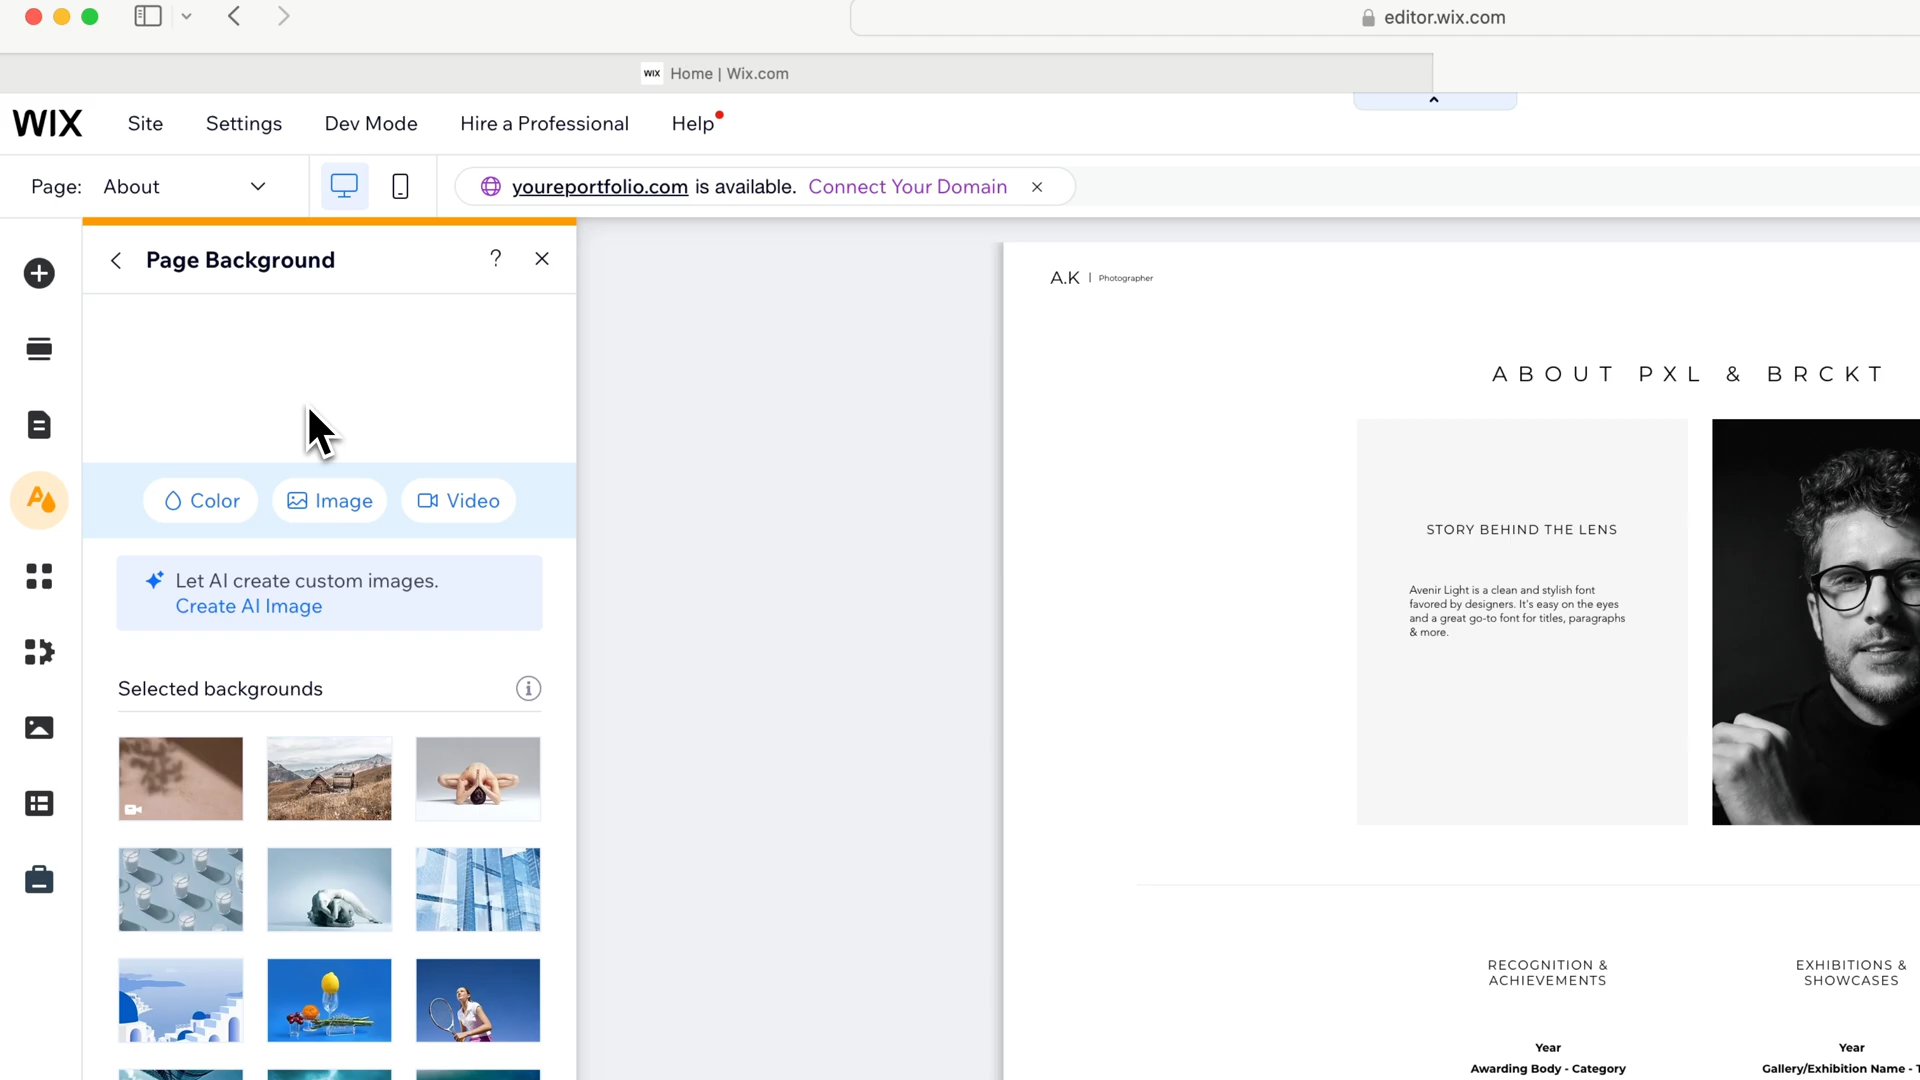 editor.wix.com
WIX Home | Wix.com
WIX Site Settings Dev Mode Hire a Professional Help
Page: About youreportfolio.com is available. Connect Your Domain
Page Background ?
Color Image Video
Let AI create custom images.
Create AI Image
Selected backgrounds
A.K | Photographer
ABOUT PXL & BRCKT
STORY BEHIND THE LENS
Avenir Light is a clean and stylish font
favored by designers. It's easy on the eyes
and a great go-to font for titles, paragraphs
& more.
RECOGNITION &
ACHIEVEMENTS
Year
Awarding Body - Category
EXHIBITIONS &
SHOWCASES
Year
Gallery/Exhibition Name - T